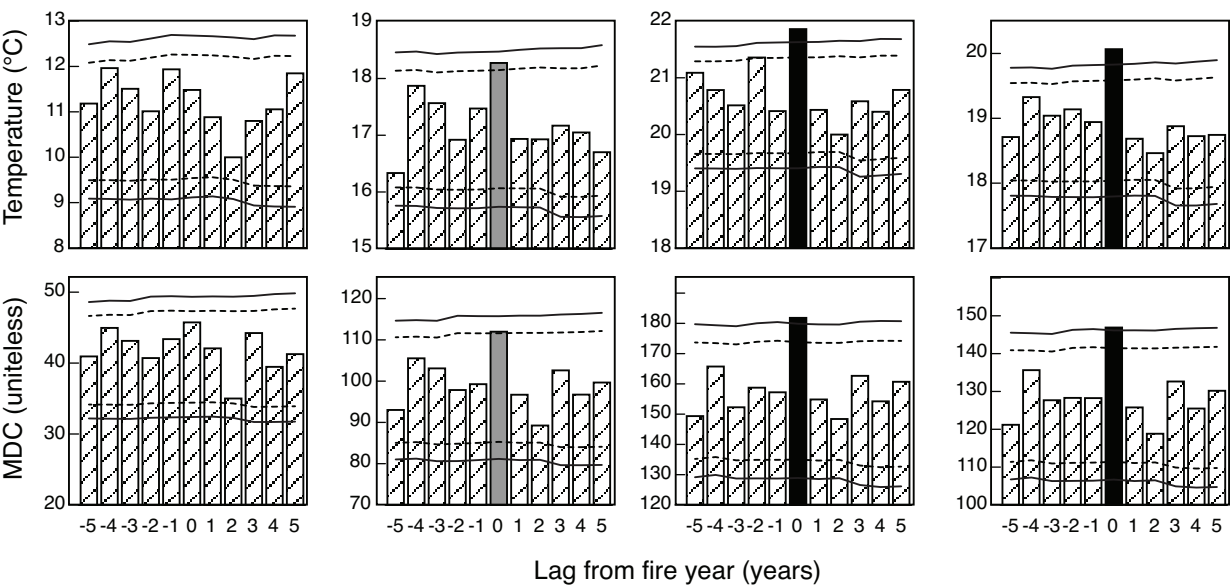 Temperature (°C)
13 12 11 10 9 8
19 18 17 16 15
22 21 20 19 18
20 19 18 17
MDC (uniteless)
50 40 30 20
120 110 100 90 80 70
180 170 160 150 140 130 120
150 140 130 120 110 100
-5 -4 -3 -2 -1 0 1 2 3 4 5
-5 -4 -3 -2 -1 0 1 2 3 4 5
-5 -4 -3 -2 -1 0 1 2 3 4 5
-5 -4 -3 -2 -1 0 1 2 3 4 5
Lag from fire year (years)